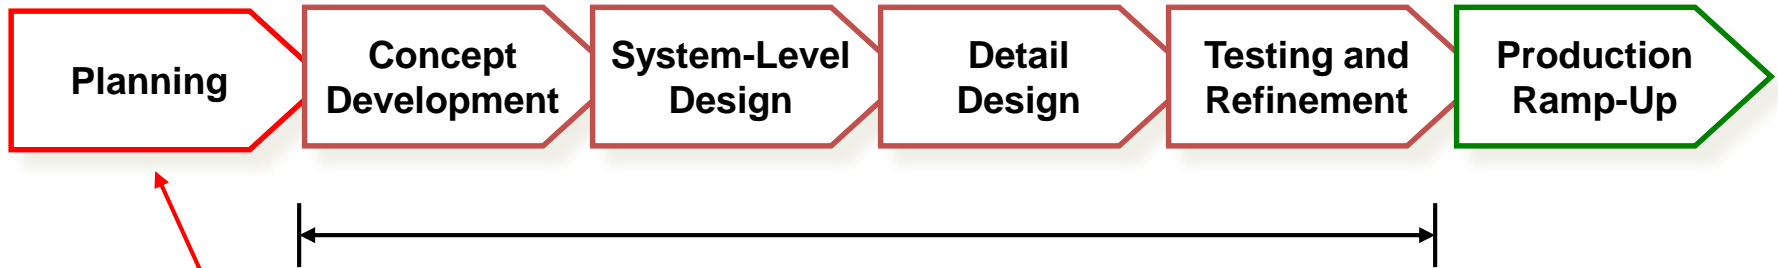 Planning
Concept
Development
System-Level
Design
Detail
Design
Testing and
Refinement
Production
Ramp-Up